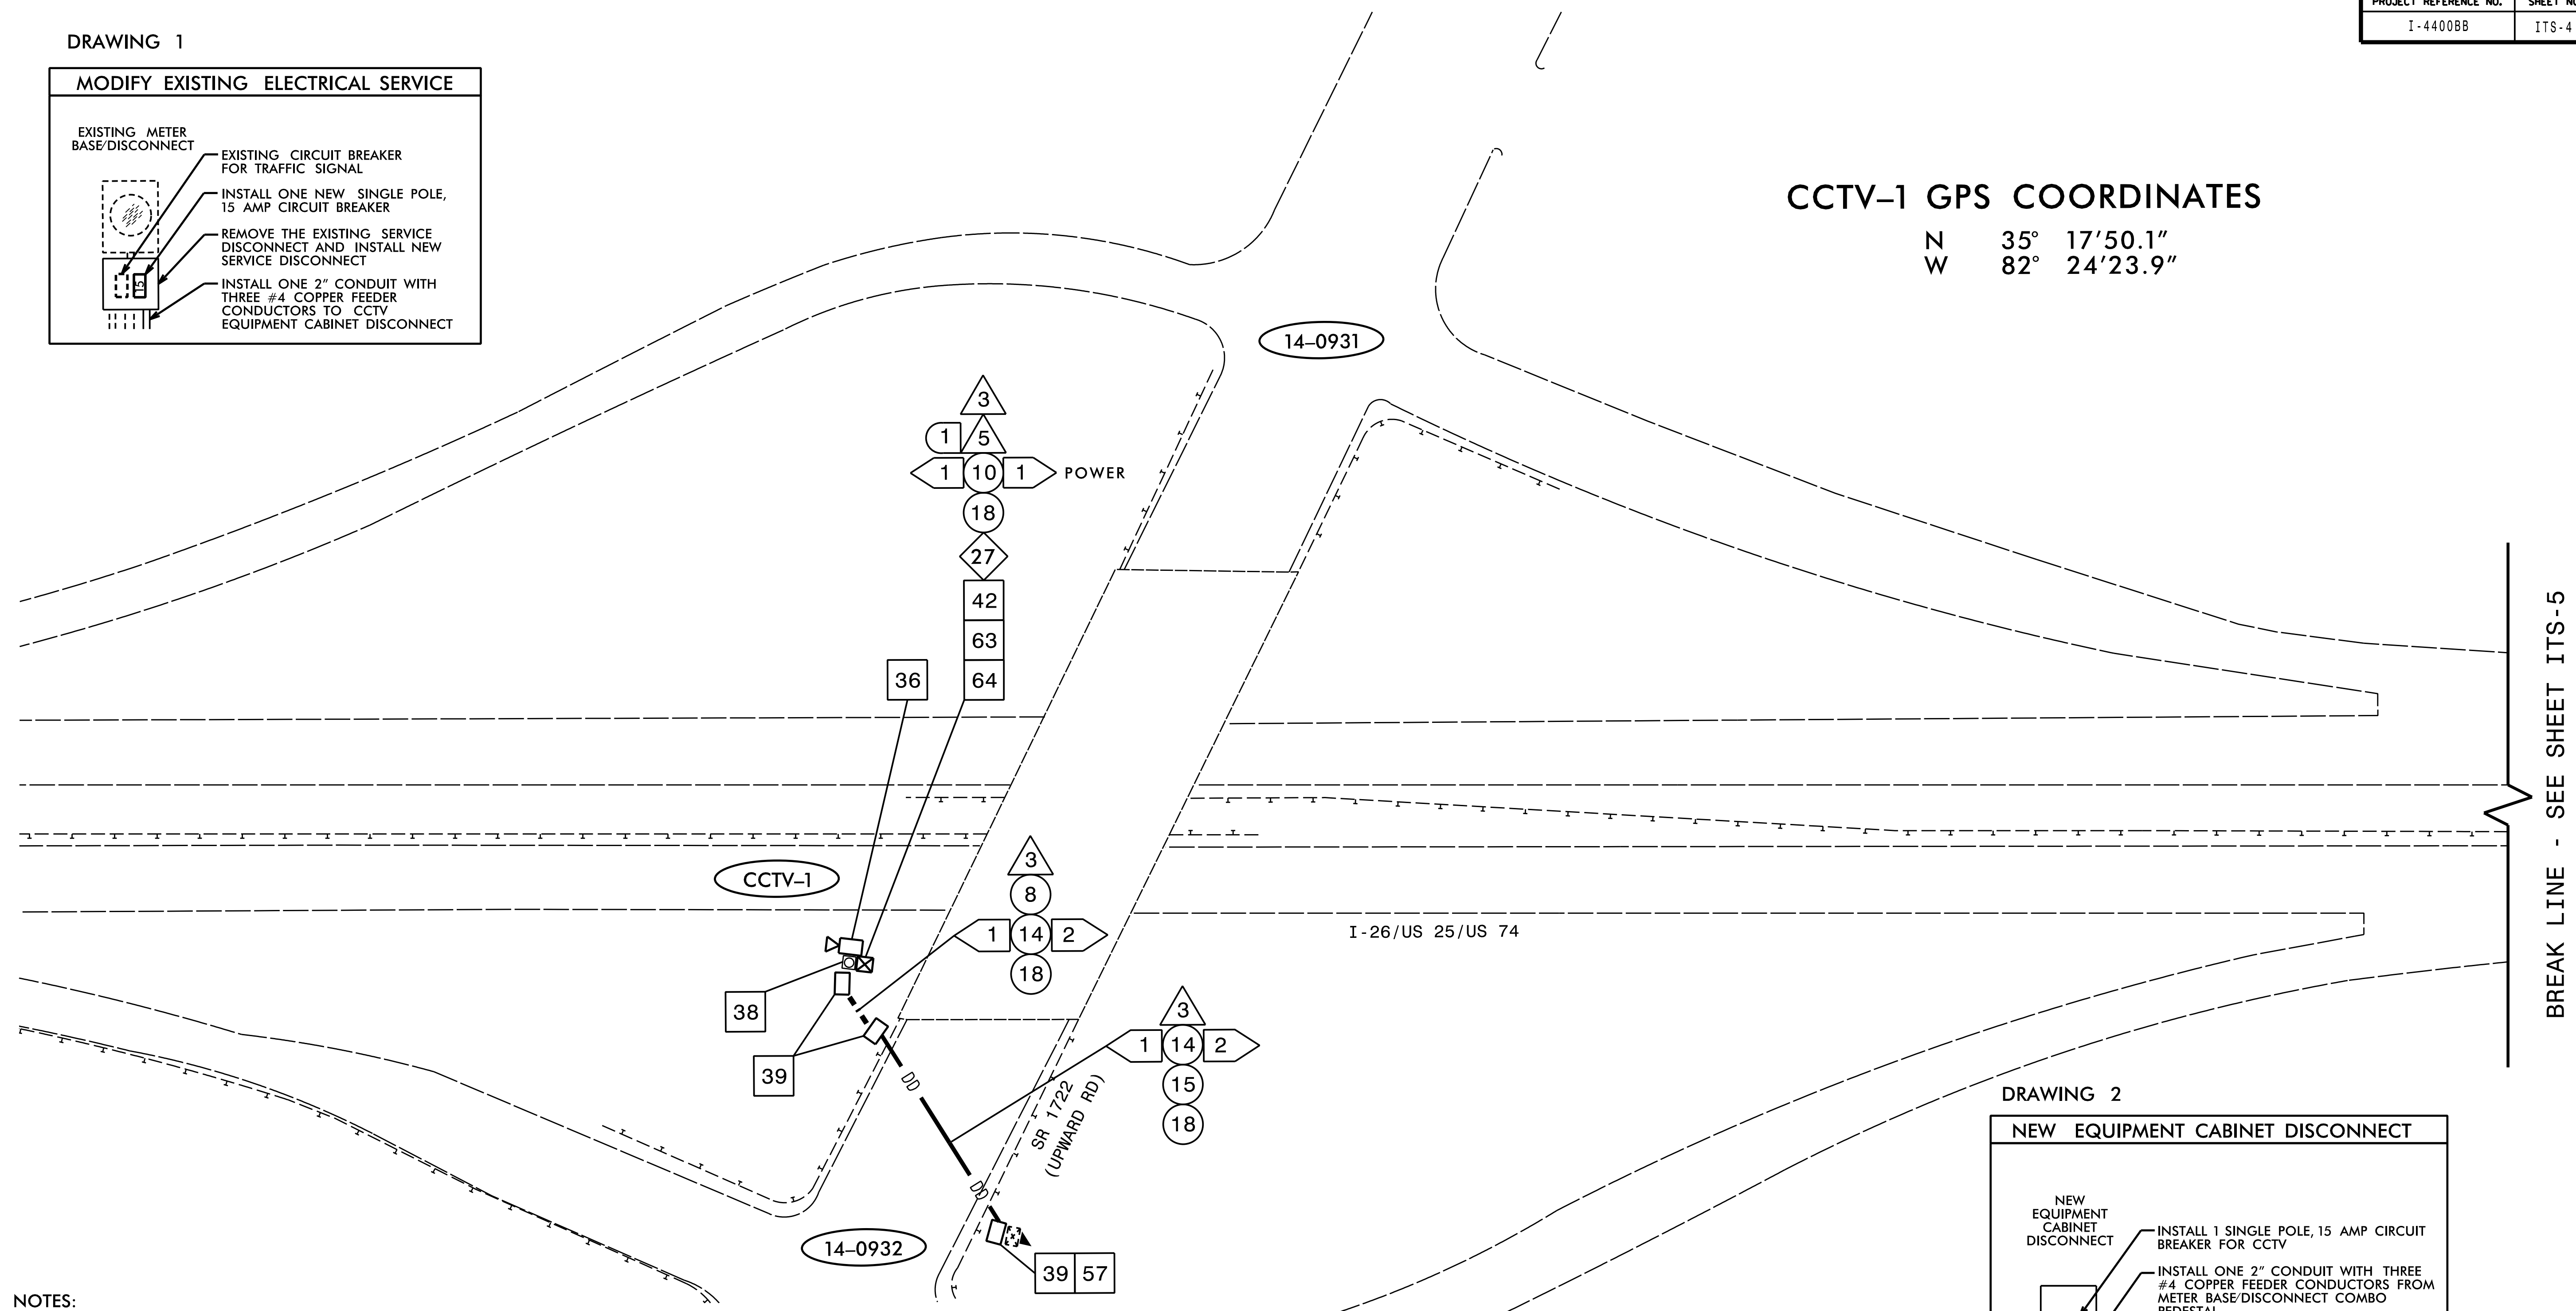 PROJECT REFERENCE NO.
SHEET NO
I-4400BB
ITS-4
DRAWING 1
MODIFY EXISTING ELECTRICAL SERVICE
EXISTING METER
BASE/DISCONNECT
EXISTING CIRCUIT BREAKER
FOR TRAFFIC SIGNAL
INSTALL ONE NEW SINGLE POLE,
15 AMP CIRCUIT BREAKER
REMOVE THE EXISTING SERVICE
DISCONNECT AND INSTALL NEW
SERVICE DISCONNECT
INSTALL ONE 2" CONDUIT WITH
THREE #4 COPPER FEEDER
CONDUCTORS TO CCTV
EQUIPMENT CABINET DISCONNECT
15
CCTV–1 GPS COORDINATES
N 35° 17'50.1"
W 82° 24'23.9"
14–0931
3
1 5
1 10 1 POWER
18
27
42
63
36 64
BREAK LINE - SEE SHEET ITS-5
CCTV–1
3
8
1 14 2
18
I-26/US 25/US 74
38
39
3
1 14 2
15
18
DD
SR 1722
(UPWARD RD)
DD
14–0932
39 57
DRAWING 2
NEW EQUIPMENT CABINET DISCONNECT
NEW
EQUIPMENT
CABINET
DISCONNECT
INSTALL 1 SINGLE POLE, 15 AMP CIRCUIT
BREAKER FOR CCTV
INSTALL ONE 2" CONDUIT WITH THREE
#4 COPPER FEEDER CONDUCTORS FROM
METER BASE/DISCONNECT COMBO
PEDESTAL
NOTES: